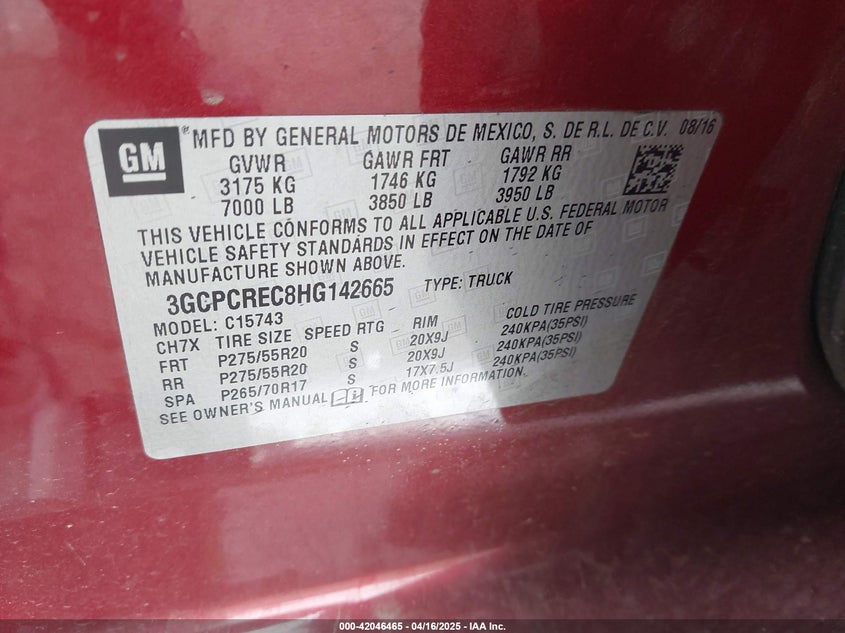 GM
® MFD BY GENERAL MOTORS DE MEXICO, S. DE R.L. DE C.V. 08/16
GVWR GAWR FRT GAWR RR
3175 KG 1746 KG 1792 KG
7000 LB 3850 LB 3950 LB
THIS VEHICLE CONFORMS TO ALL APPLICABLE U.S. FEDERAL MOTOR
VEHICLE SAFETY STANDARDS IN EFFECT ON THE DATE OF
MANUFACTURE SHOWN ABOVE.
3GCPCREC8HG142665 TYPE: TRUCK
MODEL: C15743
CH7X TIRE SIZE SPEED RTG RIM COLD TIRE PRESSURE
FRT P275/55R20 S 20X9J 240KPA(35PSI)
RR P275/55R20 S 20X9J 240KPA(35PSI)
SPA P265/70R17 S 17X7.5J 240KPA(35PSI)
SEE OWNER'S MANUAL FOR MORE INFORMATION.
000-42046465 - 04/16/2025 - IAA Inc.